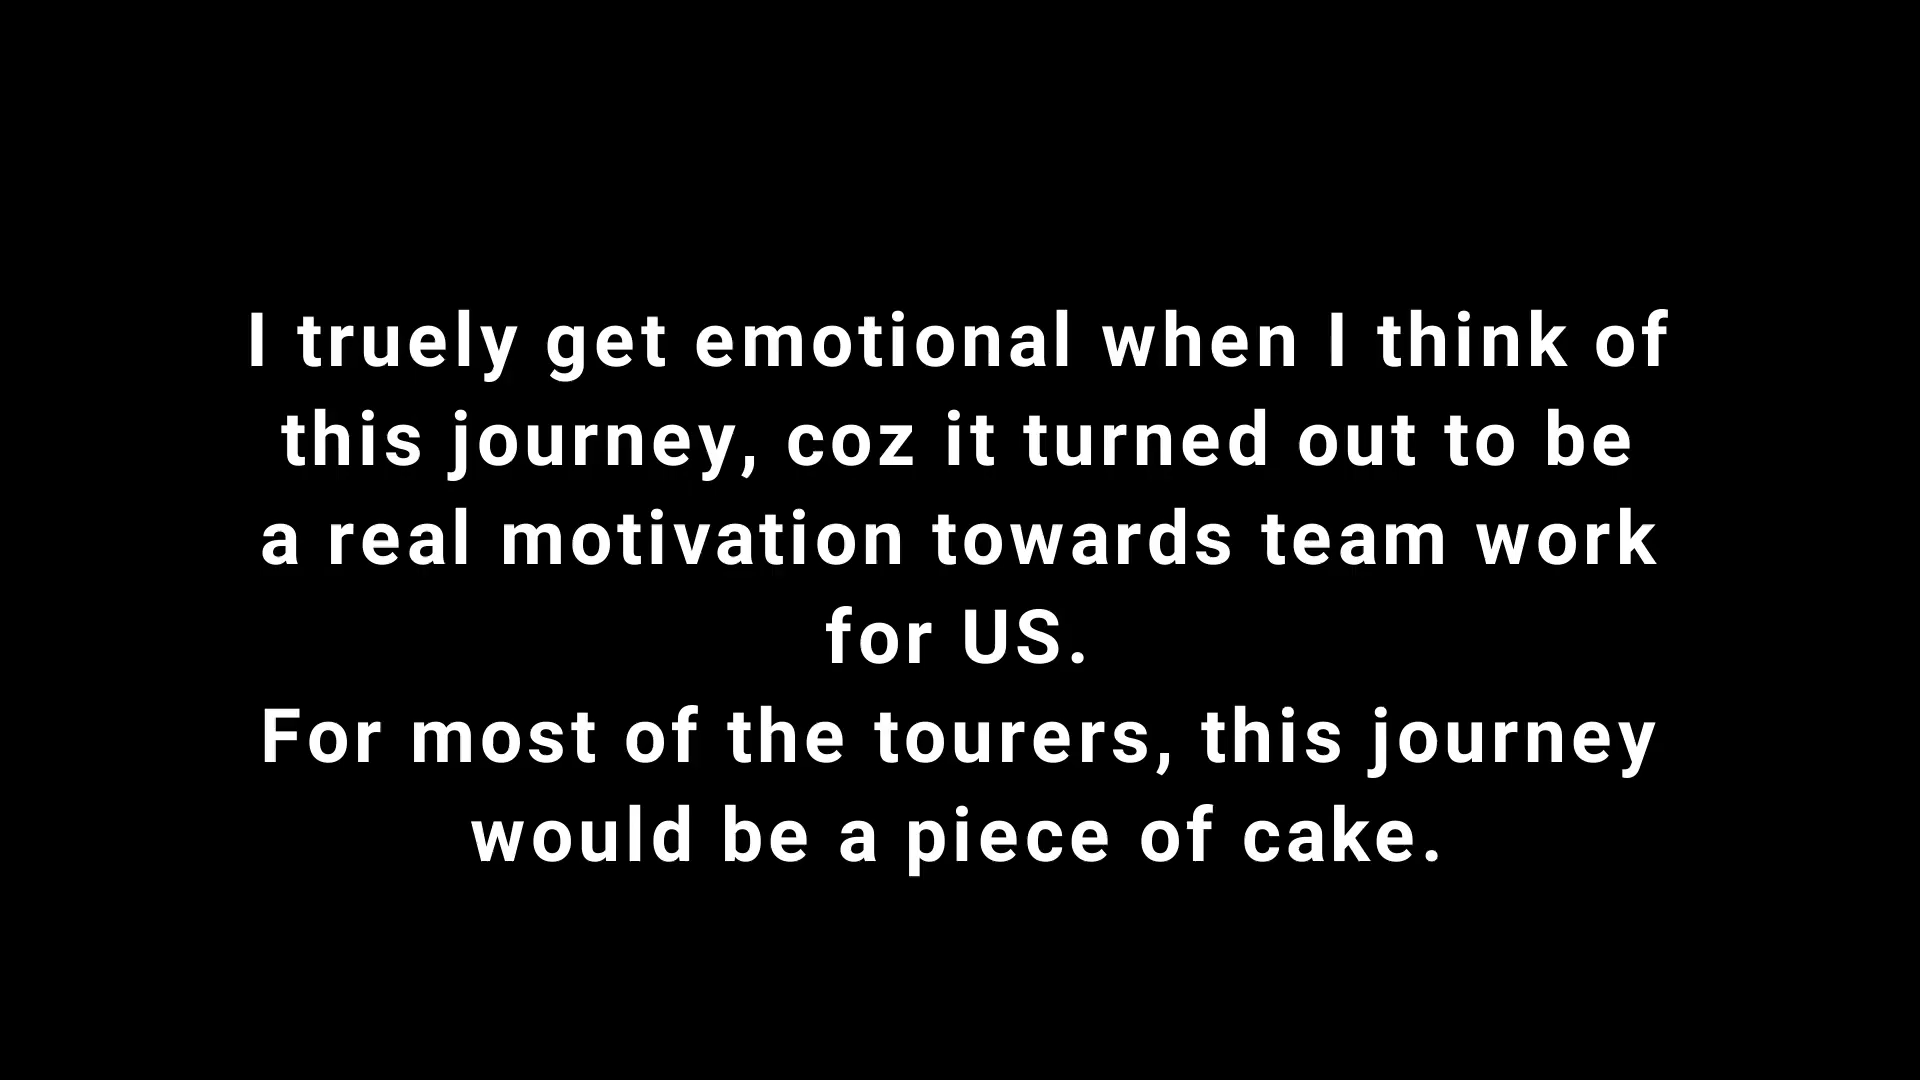 I truely get emotional when I think of
this journey, coz it turned out to be
a real motivation towards team work
for US.
For most of the tourers, this journey
would be a piece of cake.